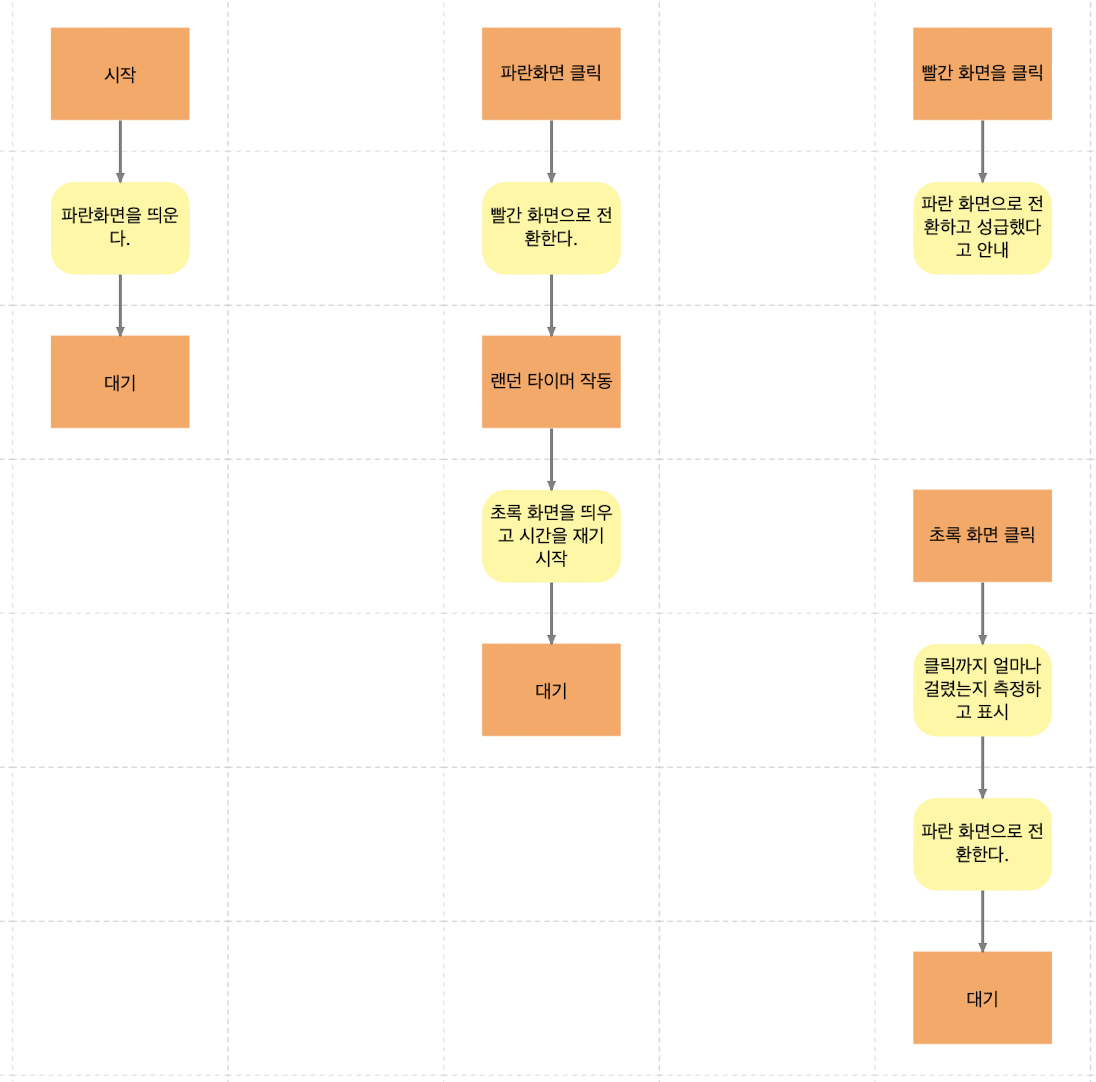 시작
파란화면을 띄운
다.
대기
파란화면 클릭
빨간 화면으로 전
환한다.
랜던 타이머 작동
초록 화면을 띄우
고 시간을 재기
시작
대기
빨간 화면을 클릭
파란 화면으로 전
환하고 성급했다
고 안내
초록 화면 클릭
클릭까지 얼마나
걸렸는지 측정하
고 표시
파란 화면으로 전
환한다.
대기